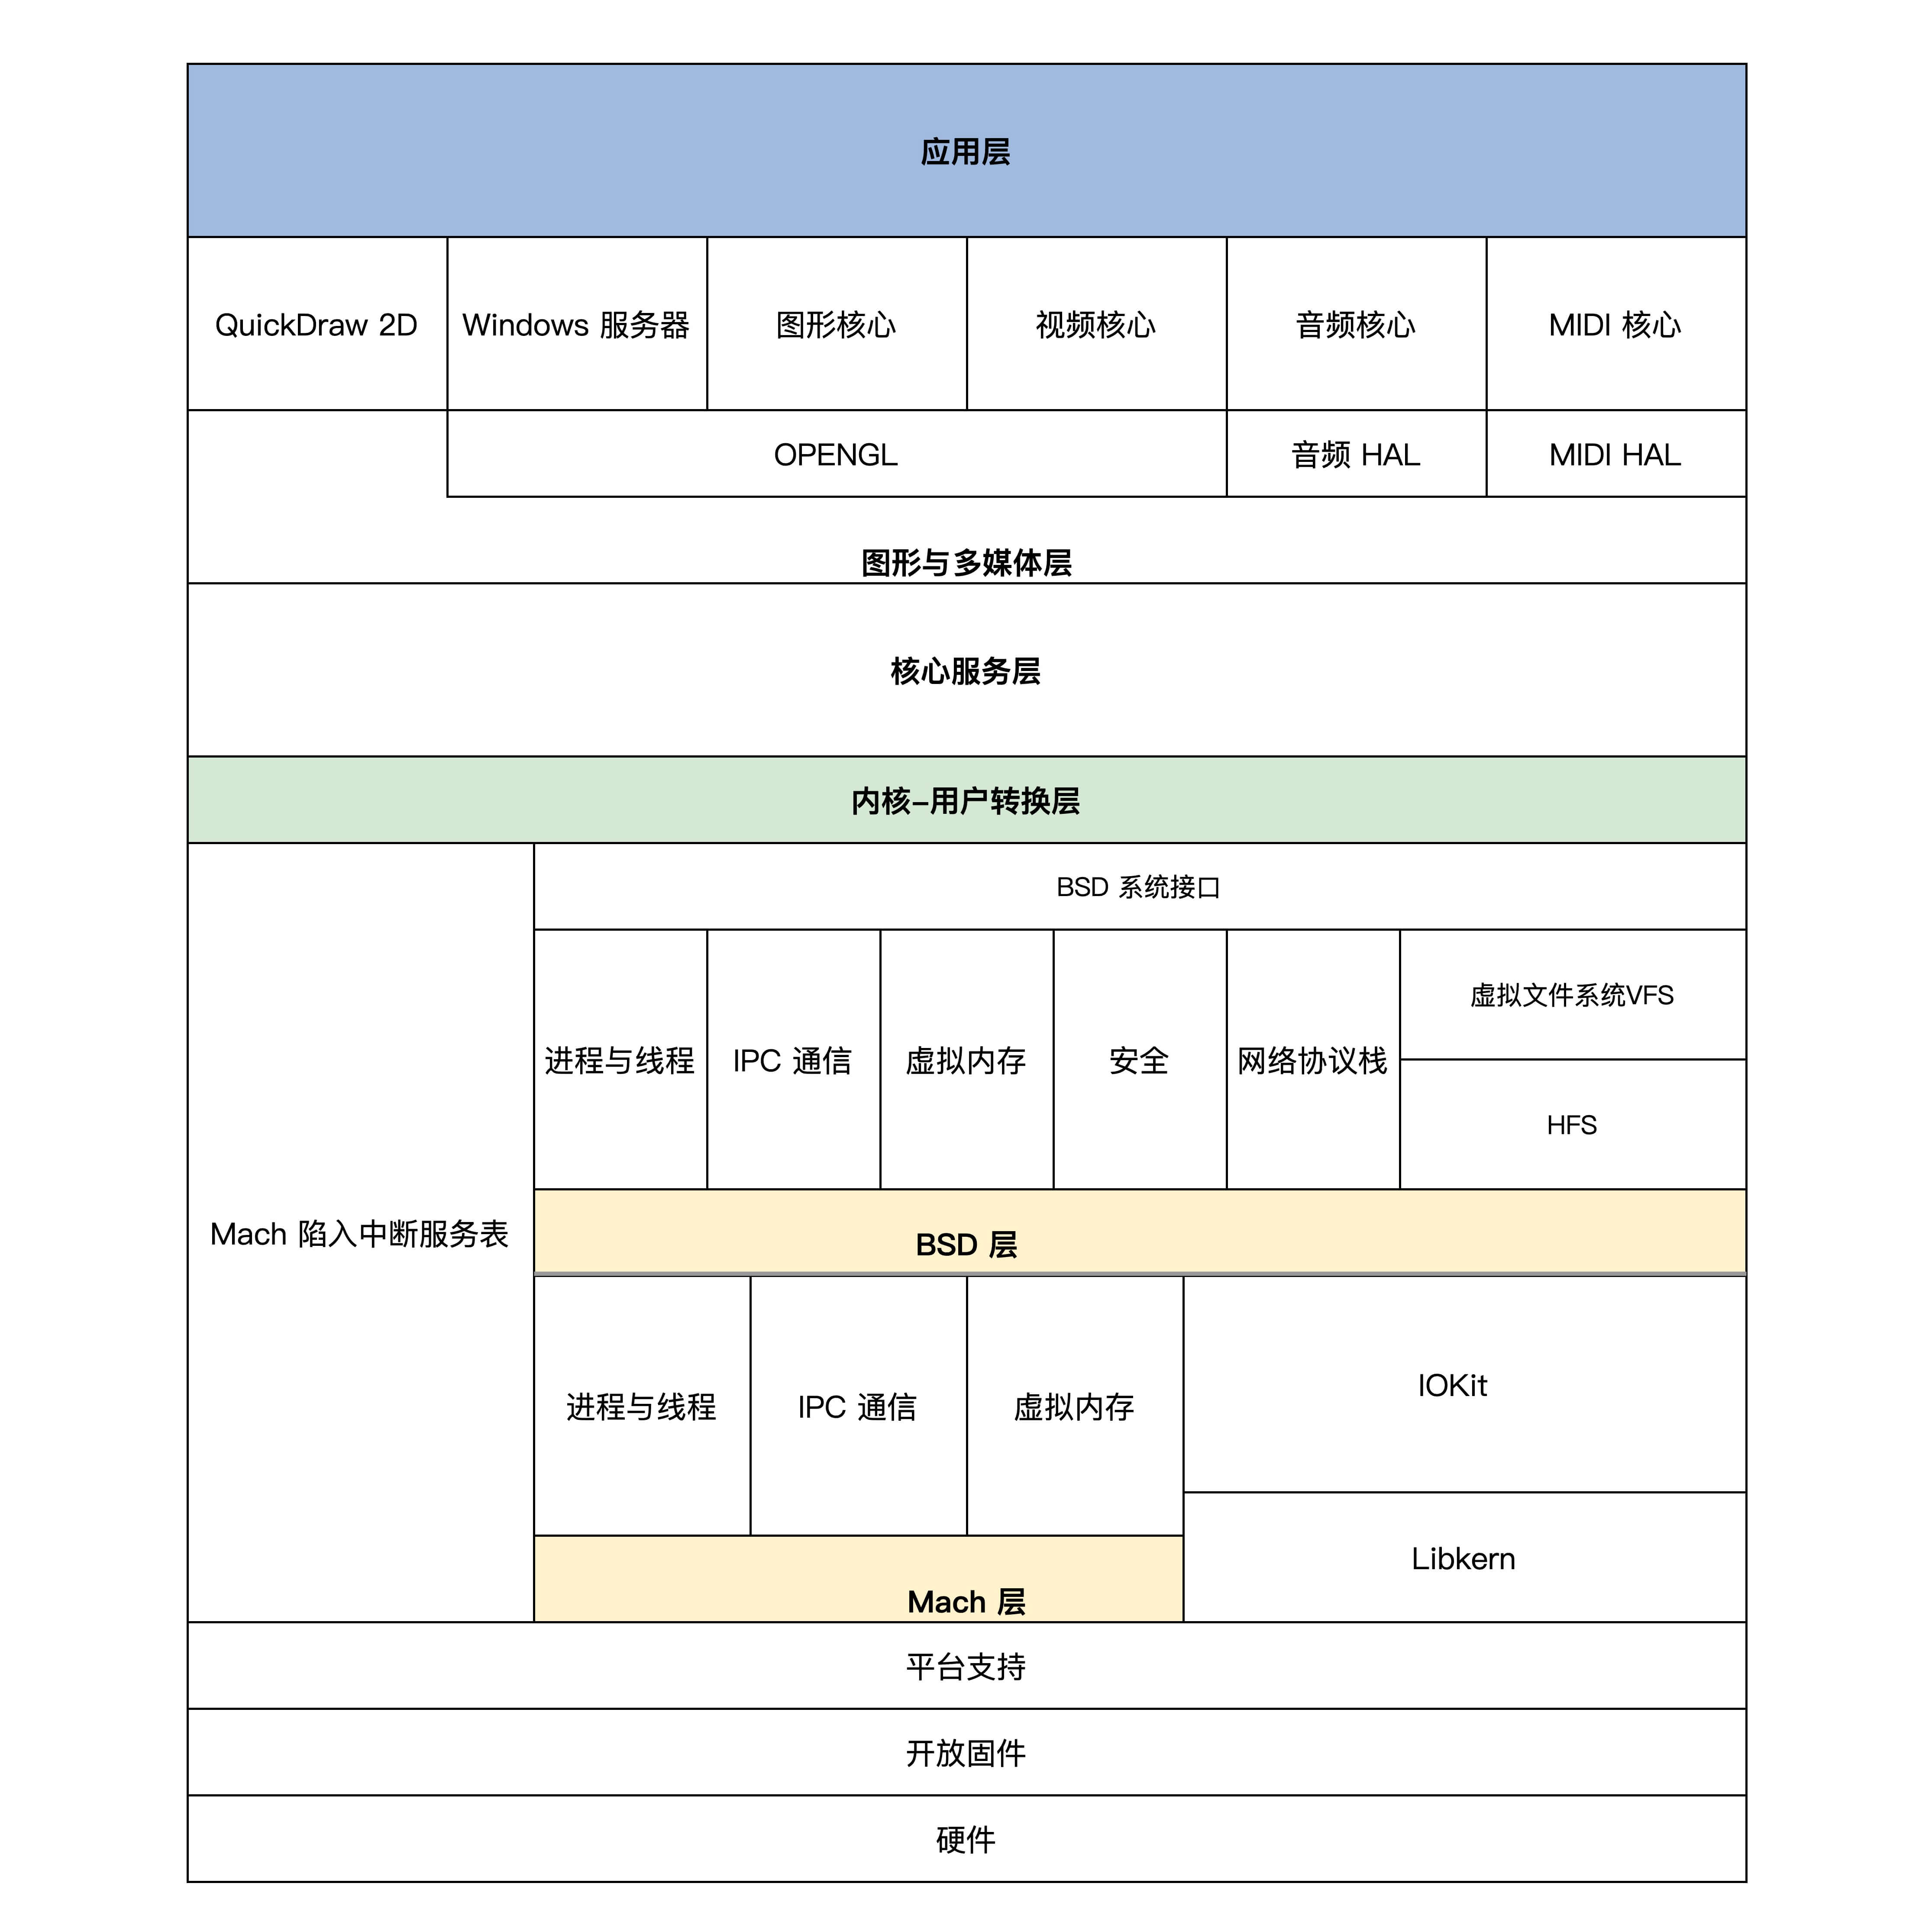 应用层
QuickDraw 2D
Windows 服务器
图形核心
视频核心
音频核心
MIDI 核心
OPENGL
音频 HAL
MIDI HAL
图形与多媒体层
核心服务层
内核-用户转换层
Mach 陷入中断服务表
BSD 系统接口
进程与线程
IPC 通信
虚拟内存
安全
网络协议栈
虚拟文件系统VFS
HFS
BSD 层
进程与线程
IPC 通信
虚拟内存
IOKit
Libkern
Mach 层
平台支持
开放固件
硬件